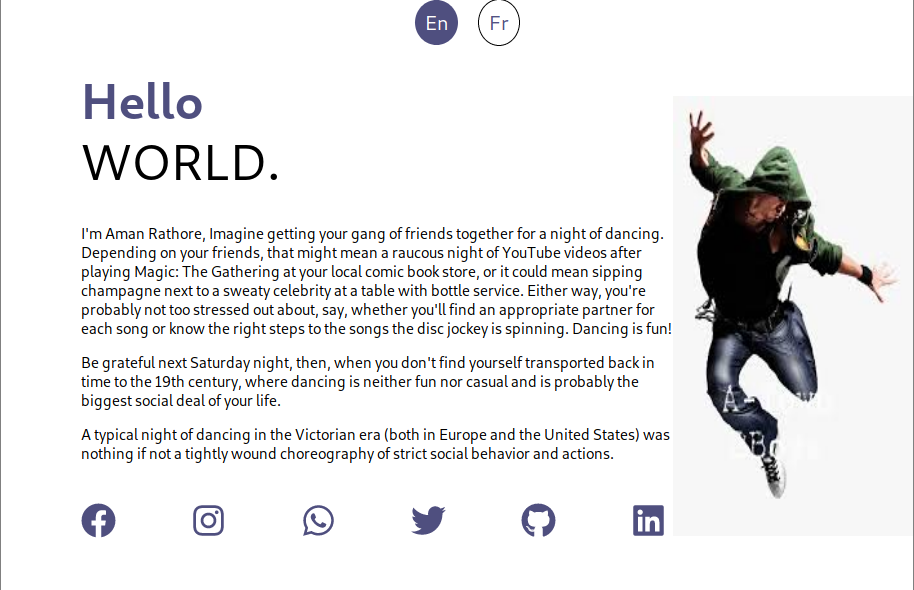 En Fr
Hello
WORLD.
I'm Aman Rathore, Imagine getting your gang of friends together for a night of dancing.
Depending on your friends, that might mean a raucous night of YouTube videos after
playing Magic: The Gathering at your local comic book store, or it could mean sipping
champagne next to a sweaty celebrity at a table with bottle service. Either way, you're
probably not too stressed out about, say, whether you'll find an appropriate partner for
each song or know the right steps to the songs the disc jockey is spinning. Dancing is fun!
Be grateful next Saturday night, then, when you don't find yourself transported back in
time to the 19th century, where dancing is neither fun nor casual and is probably the
biggest social deal of your life.
A typical night of dancing in the Victorian era (both in Europe and the United States) was
nothing if not a tightly wound choreography of strict social behavior and actions.
in